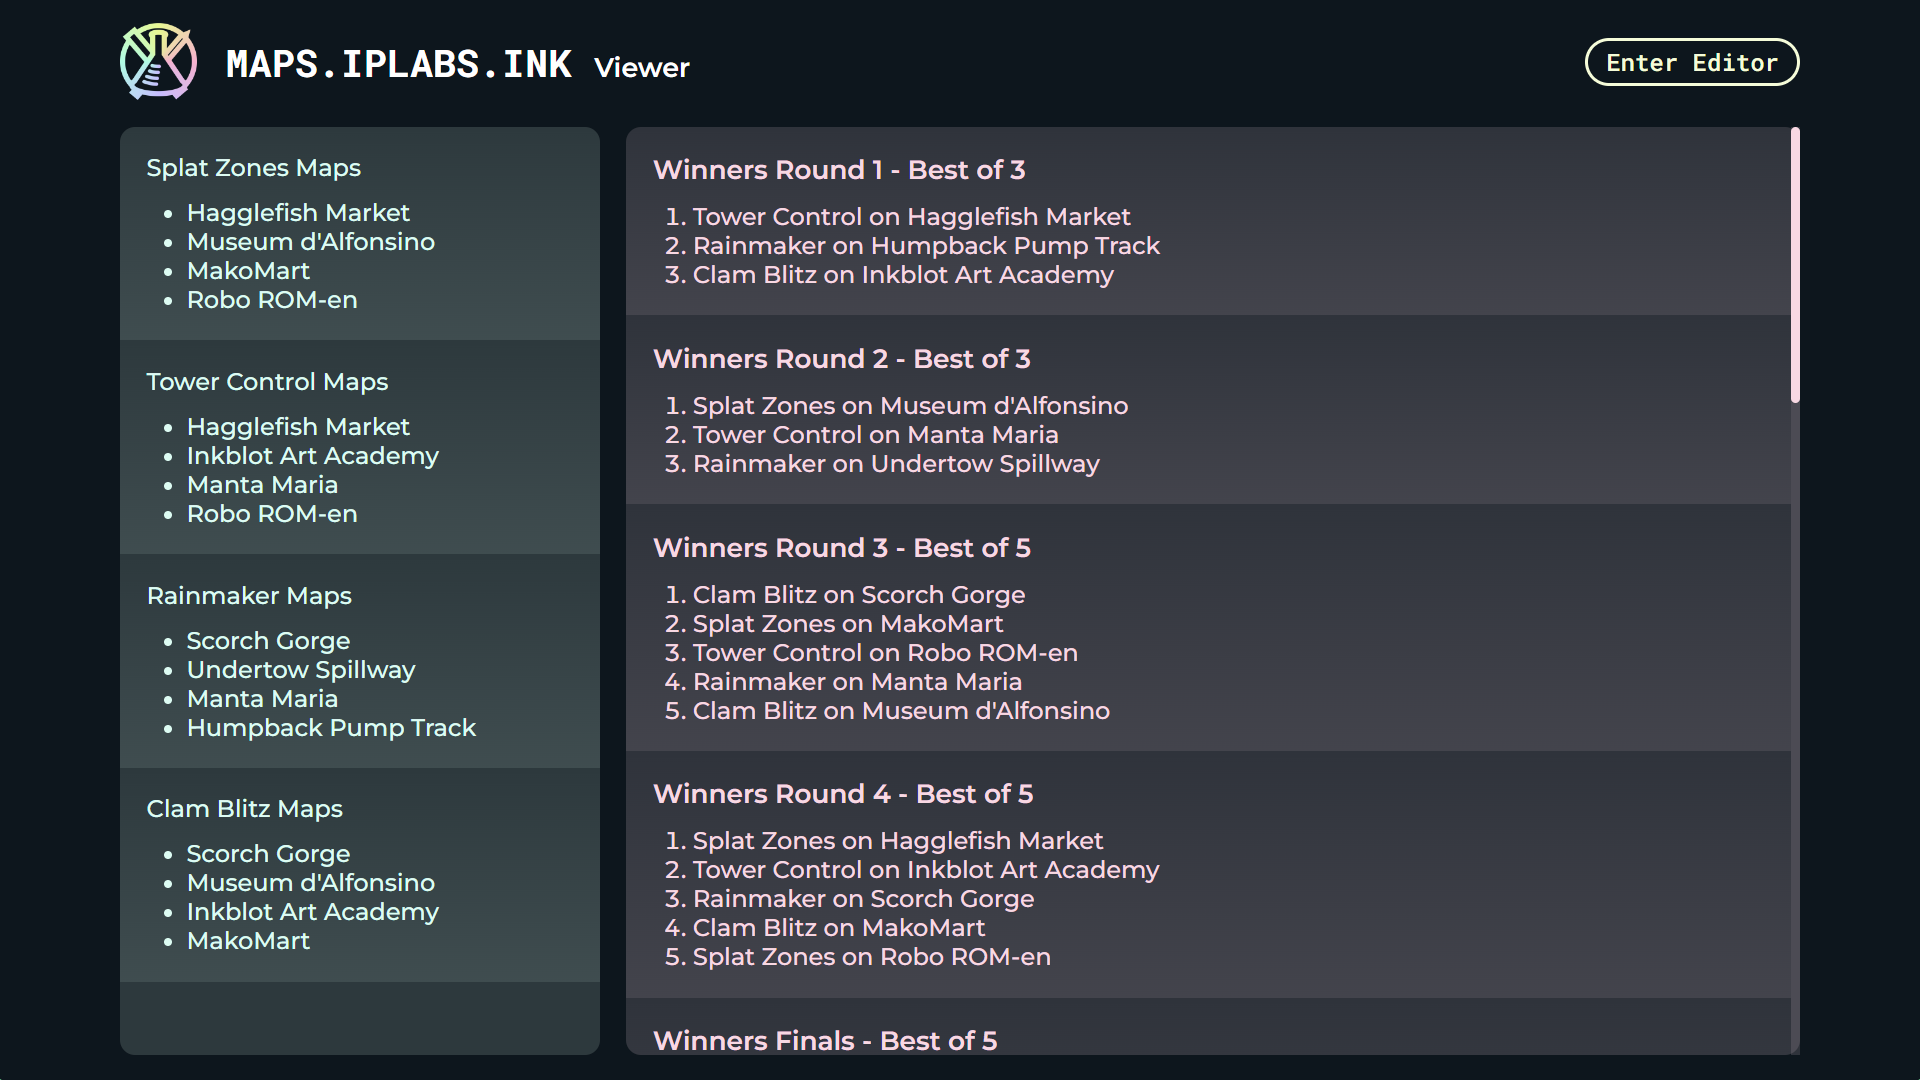 MAPS.IPLABS.INK Viewer
Enter Editor
Splat Zones Maps
Hagglefish Market
Museum d'Alfonsino
MakoMart
Robo ROM-en
Tower Control Maps
Hagglefish Market
Inkblot Art Academy
Manta Maria
Robo ROM-en
Rainmaker Maps
Scorch Gorge
Undertow Spillway
Manta Maria
Humpback Pump Track
Clam Blitz Maps
Scorch Gorge
Museum d'Alfonsino
Inkblot Art Academy
MakoMart
Winners Round 1 - Best of 3
1. Tower Control on Hagglefish Market
2. Rainmaker on Humpback Pump Track
3. Clam Blitz on Inkblot Art Academy
Winners Round 2 - Best of 3
1. Splat Zones on Museum d'Alfonsino
2. Tower Control on Manta Maria
3. Rainmaker on Undertow Spillway
Winners Round 3 - Best of 5
1. Clam Blitz on Scorch Gorge
2. Splat Zones on MakoMart
3. Tower Control on Robo ROM-en
4. Rainmaker on Manta Maria
5. Clam Blitz on Museum d'Alfonsino
Winners Round 4 - Best of 5
1. Splat Zones on Hagglefish Market
2. Tower Control on Inkblot Art Academy
3. Rainmaker on Scorch Gorge
4. Clam Blitz on MakoMart
5. Splat Zones on Robo ROM-en
Winners Finals - Best of 5